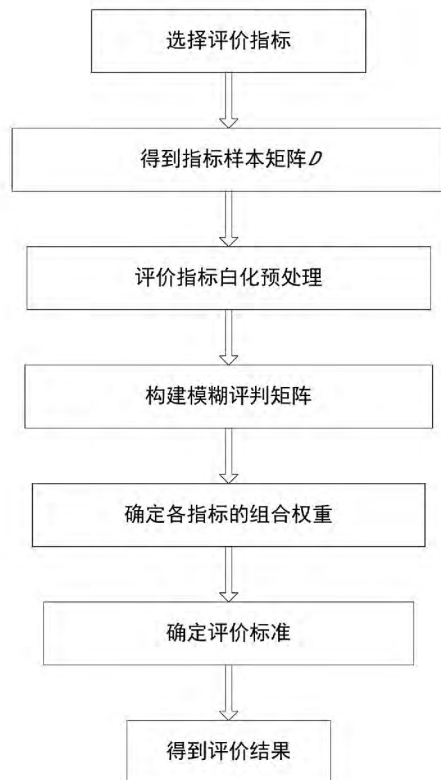 选择评价指标
得到指标样本矩阵D
评价指标白化预处理
构建模糊评判矩阵
确定各指标的组合权重
确定评价标准
得到评价结果